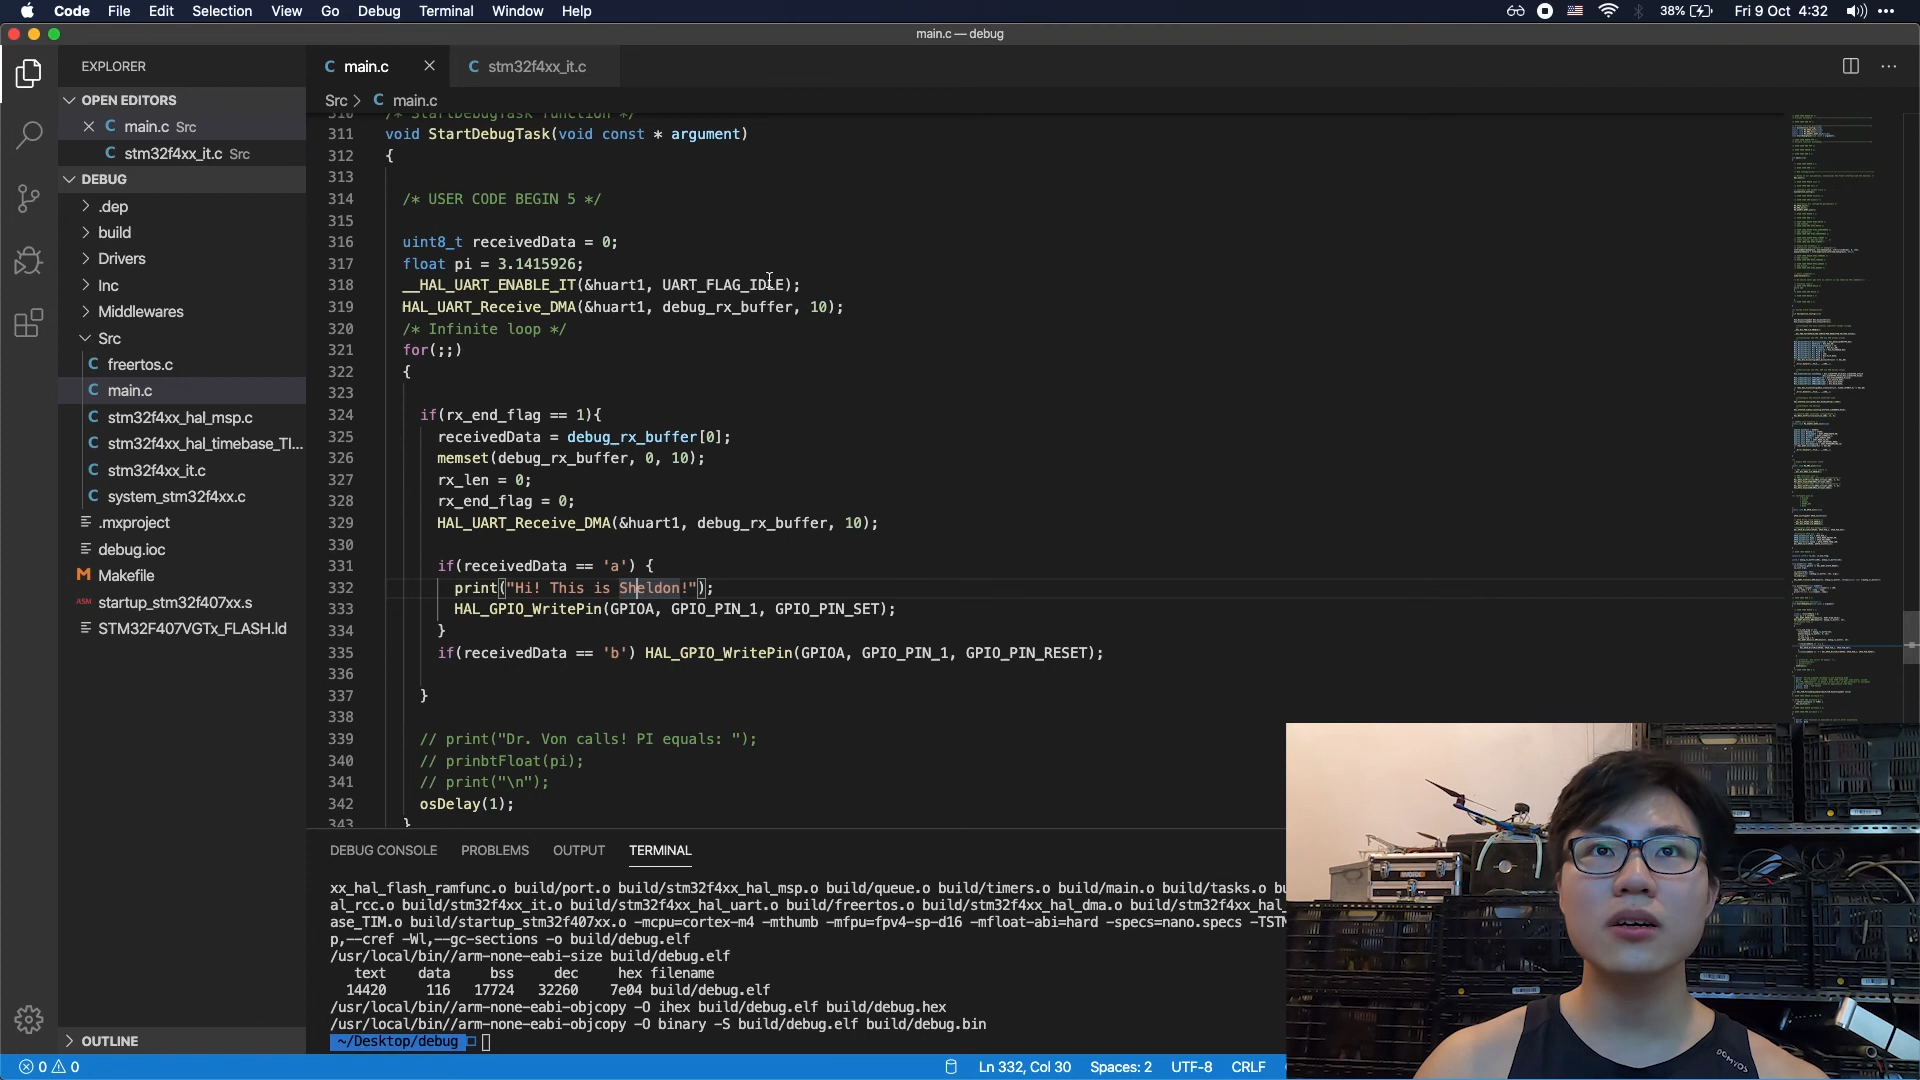 Code File Edit Selection View Go Debug Terminal Window Help
38% Fri 9 Oct 4:32
main.c — debug
EXPLORER
OPEN EDITORS
main.c Src
stm32f4xx_it.c Src
DEBUG
.dep
build
Drivers
Inc
Middlewares
Src
freertos.c
main.c
stm32f4xx_hal_msp.c
stm32f4xx_hal_timebase_TI...
stm32f4xx_it.c
system_stm32f4xx.c
.mxproject
debug.ioc
Makefile
startup_stm32f407xx.s
STM32F407VGTx_FLASH.ld
OUTLINE
main.c
stm32f4xx_it.c
Src > C main.c
310 /* StartDebugTask function */
311 void StartDebugTask(void const * argument)
312 {
313
314 /* USER CODE BEGIN 5 */
315
316 uint8_t receivedData = 0;
317 float pi = 3.1415926;
318 __HAL_UART_ENABLE_IT(&huart1, UART_FLAG_IDLE);
319 HAL_UART_Receive_DMA(&huart1, debug_rx_buffer, 10);
320 /* Infinite loop */
321 for(;;)
322 {
323
324 if(rx_end_flag == 1){
325 receivedData = debug_rx_buffer[0];
326 memset(debug_rx_buffer, 0, 10);
327 rx_len = 0;
328 rx_end_flag = 0;
329 HAL_UART_Receive_DMA(&huart1, debug_rx_buffer, 10);
330
331 if(receivedData == 'a') {
332 print("Hi! This is Sheldon!");
333 HAL_GPIO_WritePin(GPIOA, GPIO_PIN_1, GPIO_PIN_SET);
334 }
335 if(receivedData == 'b') HAL_GPIO_WritePin(GPIOA, GPIO_PIN_1, GPIO_PIN_RESET);
336
337 }
338
339 // print("Dr. Von calls! PI equals: ");
340 // prinbtFloat(pi);
341 // print("\n");
342 osDelay(1);
343 }
DEBUG CONSOLE PROBLEMS OUTPUT TERMINAL
xx_hal_flash_ramfunc.o build/port.o build/stm32f4xx_hal_msp.o build/queue.o build/timers.o build/main.o build/tasks.o bu
al_rcc.o build/stm32f4xx_it.o build/stm32f4xx_hal_uart.o build/freertos.o build/stm32f4xx_hal_dma.o build/stm32f4xx_hal_
ase_TIM.o build/startup_stm32f407xx.o -mcpu=cortex-m4 -mthumb -mfpu=fpv4-sp-d16 -mfloat-abi=hard -specs=nano.specs -TSTM
p,--cref -Wl,--gc-sections -o build/debug.elf
/usr/local/bin//arm-none-eabi-size build/debug.elf
text data bss dec hex filename
14420 116 17724 32260 7e04 build/debug.elf
/usr/local/bin//arm-none-eabi-objcopy -O ihex build/debug.elf build/debug.hex
/usr/local/bin//arm-none-eabi-objcopy -O binary -S build/debug.elf build/debug.bin
~/Desktop/debug
0 0
Ln 332, Col 30 Spaces: 2 UTF-8 CRLF
DOMYOS